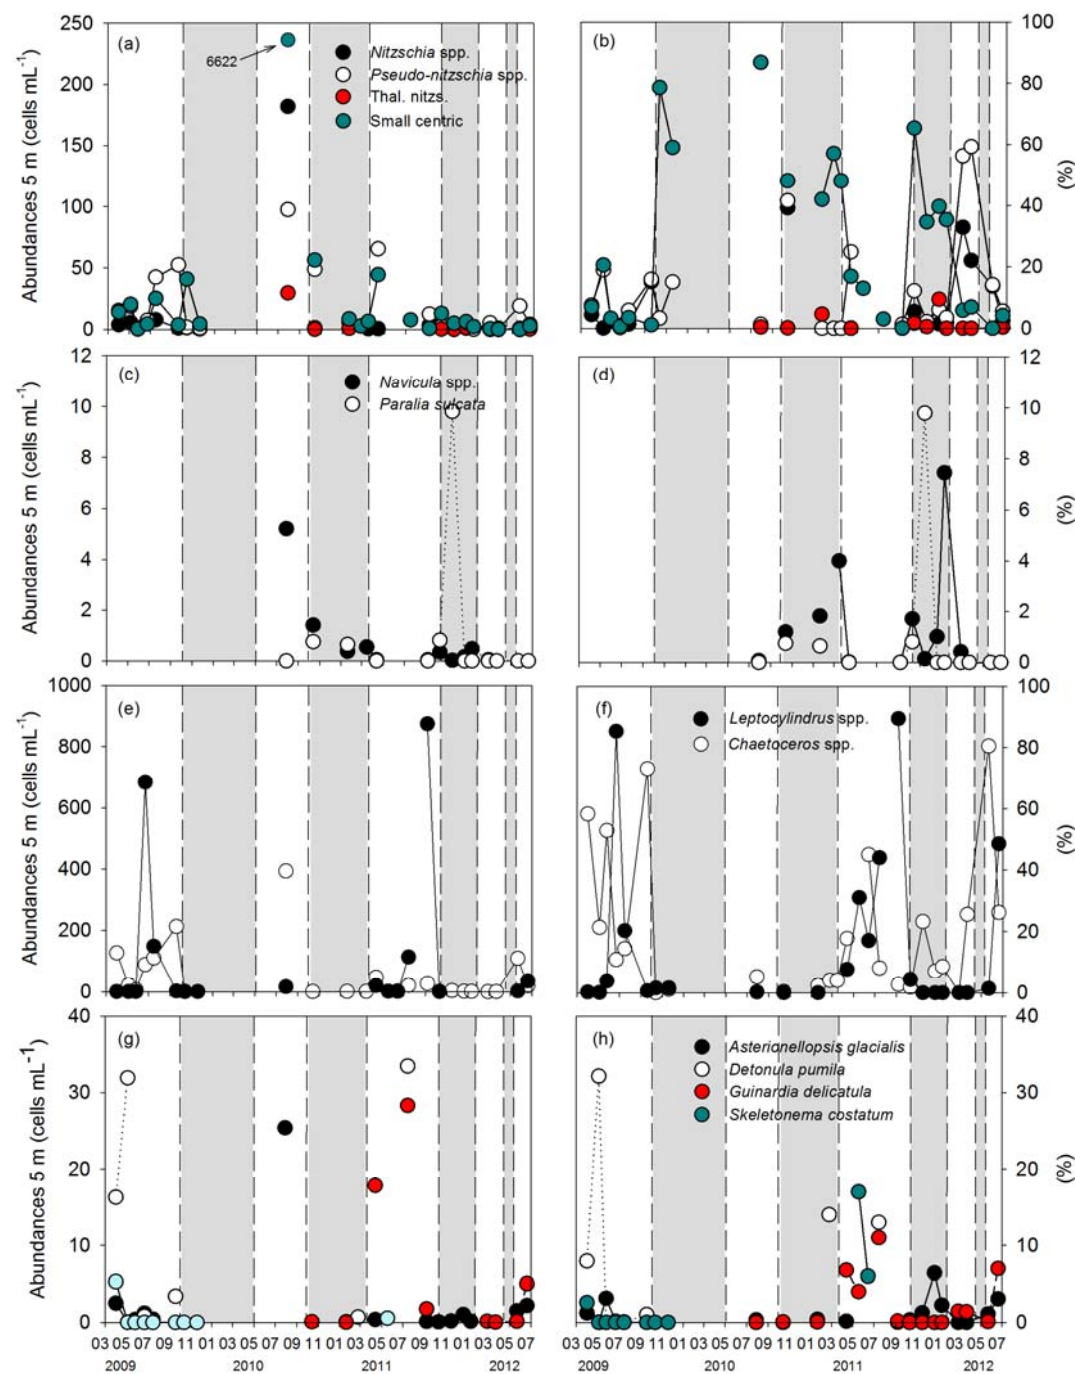 (a)
6622
Nitzschia spp.
Pseudo-nitzschia spp.
Thal. nitzs.
Small centric
250
200
150
100
50
0
Abundances 5 m (cells mL⁻¹)
(b)
100
80
60
40
20
0
(%)
(c)
Navicula spp.
Paralia sulcata
12
10
8
6
4
2
0
Abundances 5 m (cells mL⁻¹)
(d)
12
10
8
6
4
2
0
(%)
(e)
1000
800
600
400
200
0
Abundances 5 m (cells mL⁻¹)
(f)
Leptocylindrus spp.
Chaetoceros spp.
100
80
60
40
20
0
(%)
(g)
40
30
20
10
0
Abundances 5 m (cells mL⁻¹)
03 05 07 09 11 01 03 05 07 09 11 01 03 05 07 09 11 01 03 05 07
2009 2010 2011 2012
(h)
Asterionellopsis glacialis
Detonula pumila
Guinardia delicatula
Skeletonema costatum
40
30
20
10
0
(%)
03 05 07 09 11 01 03 05 07 09 11 01 03 05 07 09 11 01 03 05 07
2009 2010 2011 2012